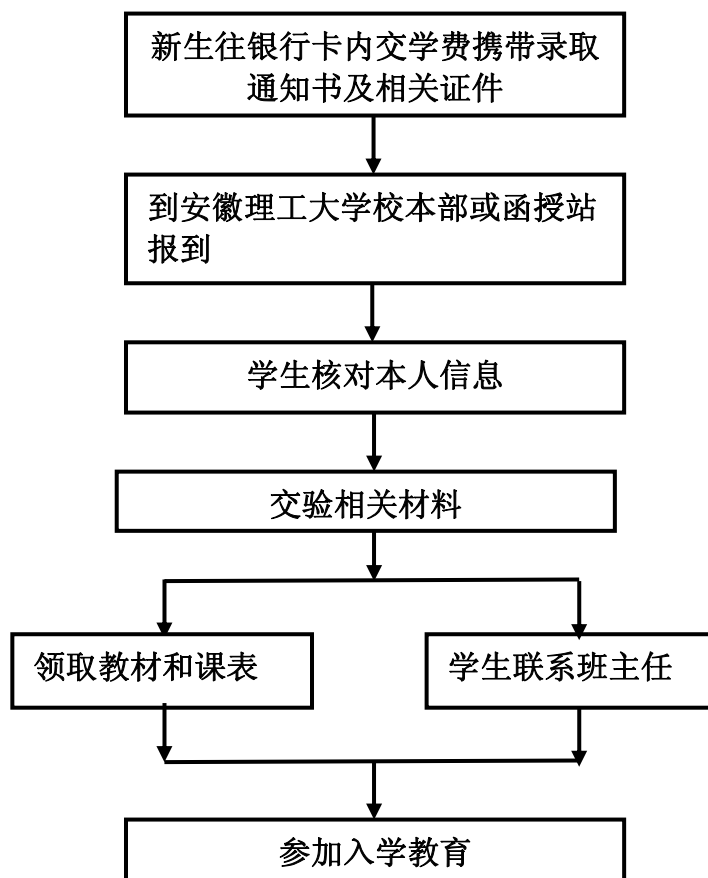 新生往银行卡内交学费携带录取
通知书及相关证件
到安徽理工大学校本部或函授站
报到
学生核对本人信息
交验相关材料
领取教材和课表
学生联系班主任
参加入学教育